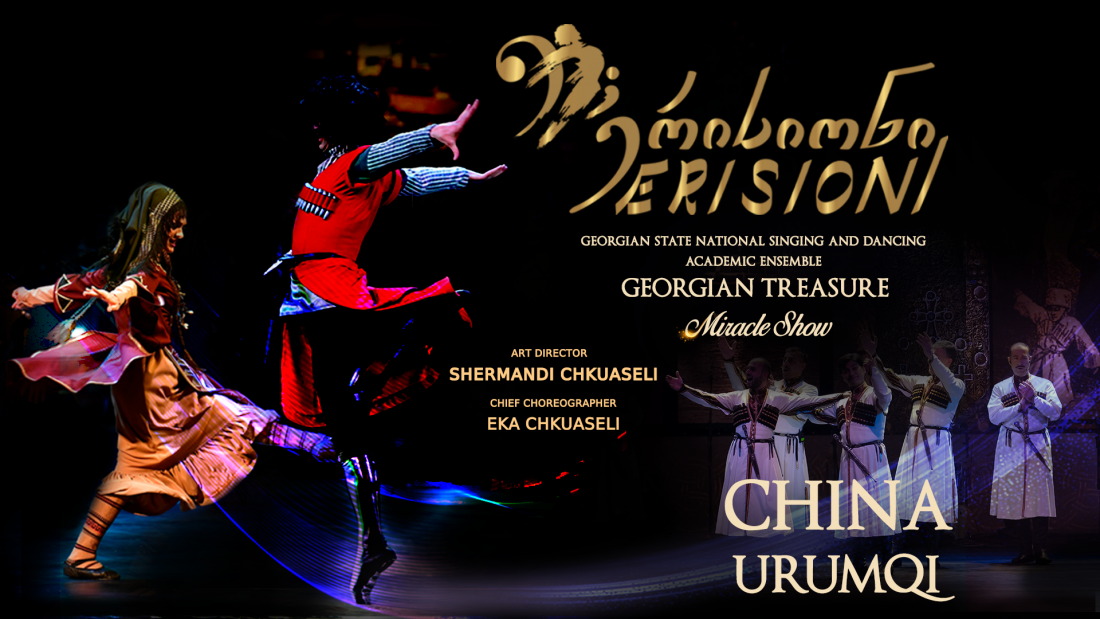 ერისიონი
ERISIONI
GEORGIAN STATE NATIONAL SINGING AND DANCING
ACADEMIC ENSEMBLE
GEORGIAN TREASURE
Miracle Show
ART DIRECTOR
SHERMANDI CHKUASELI
CHIEF CHOREOGRAPHER
EKA CHKUASELI
CHINA
URUMQI